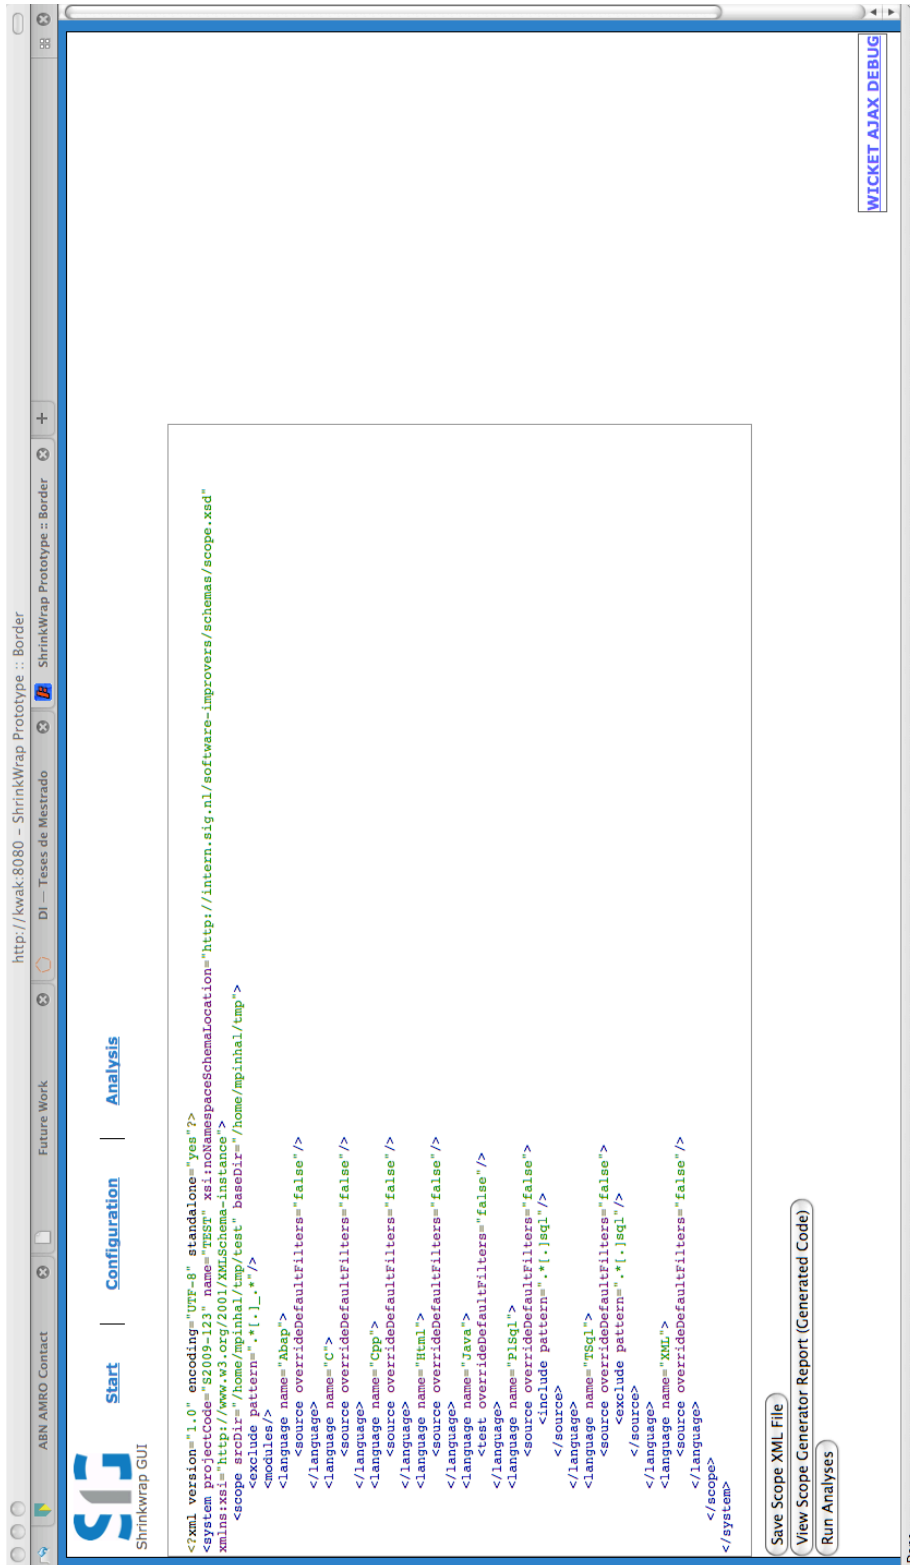 http://kwak:8080 – ShrinkWrap Prototype :: Border
ABN AMRO Contact
Future Work
DI — Teses de Mestrado
ShrinkWrap Prototype :: Border
SIG
Shrinkwrap GUI
Start | Configuration | Analysis
<?xml version="1.0" encoding="UTF-8" standalone="yes"?>
<system projectCode="S2009-123" name="TEST" xsi:noNamespaceSchemaLocation="http://intern.sig.nl/software-improvers/schemas/scope.xsd"
xmlns:xsi="http://www.w3.org/2001/XMLSchema-instance">
<scope srcDir="/home/mpinhal/tmp/test" baseDir="/home/mpinhal/tmp">
<exclude pattern=".*[.]_.*"/>
<modules/>
<language name="Abap">
<source overrideDefaultFilters="false"/>
</language>
<language name="C">
<source overrideDefaultFilters="false"/>
</language>
<language name="Cpp">
<source overrideDefaultFilters="false"/>
</language>
<language name="Html">
<source overrideDefaultFilters="false"/>
</language>
<language name="Java">
<test overrideDefaultFilters="false"/>
</language>
<language name="PlSql">
<source overrideDefaultFilters="false">
<include pattern=".*[.]sql"/>
</source>
</language>
<language name="TSql">
<source overrideDefaultFilters="false">
<exclude pattern=".*[.]sql"/>
</source>
</language>
<language name="XML">
<source overrideDefaultFilters="false"/>
</language>
</scope>
</system>
Save Scope XML File
View Scope Generator Report (Generated Code)
Run Analyses
WICKET AJAX DEBUG